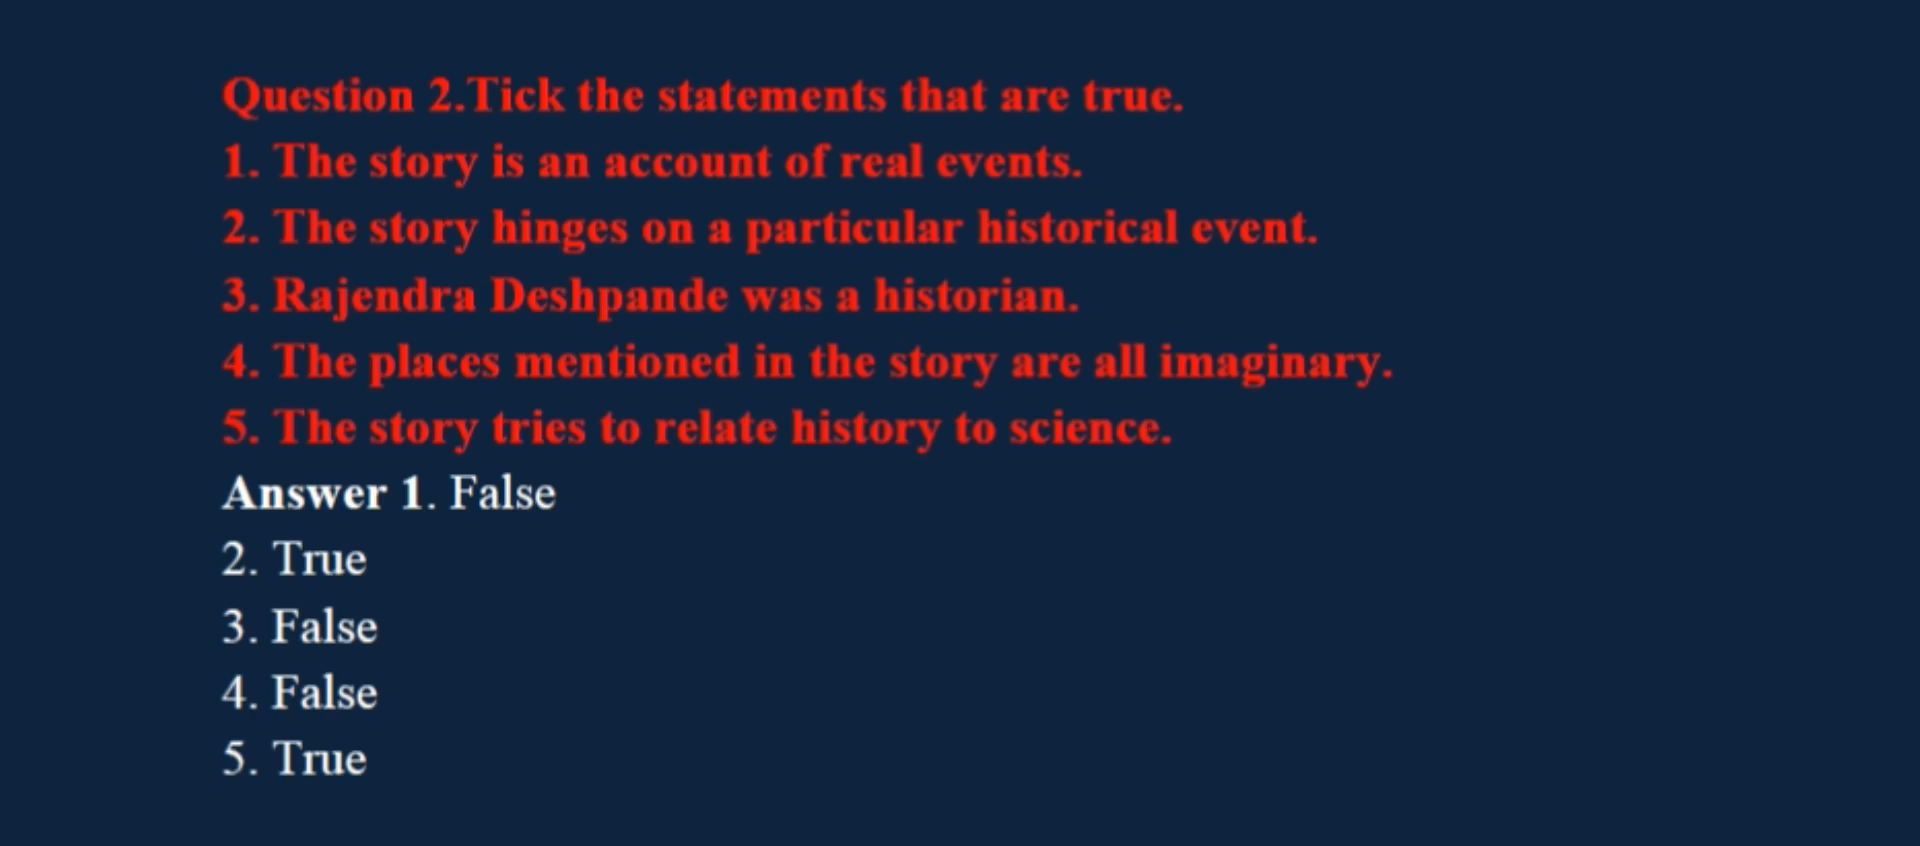 Question 2.Tick the statements that are true.
1. The story is an account of real events.
2. The story hinges on a particular historical event.
3. Rajendra Deshpande was a historian.
4. The places mentioned in the story are all imaginary.
5. The story tries to relate history to science.
Answer 1. False
2. True
3. False
4. False
5. True